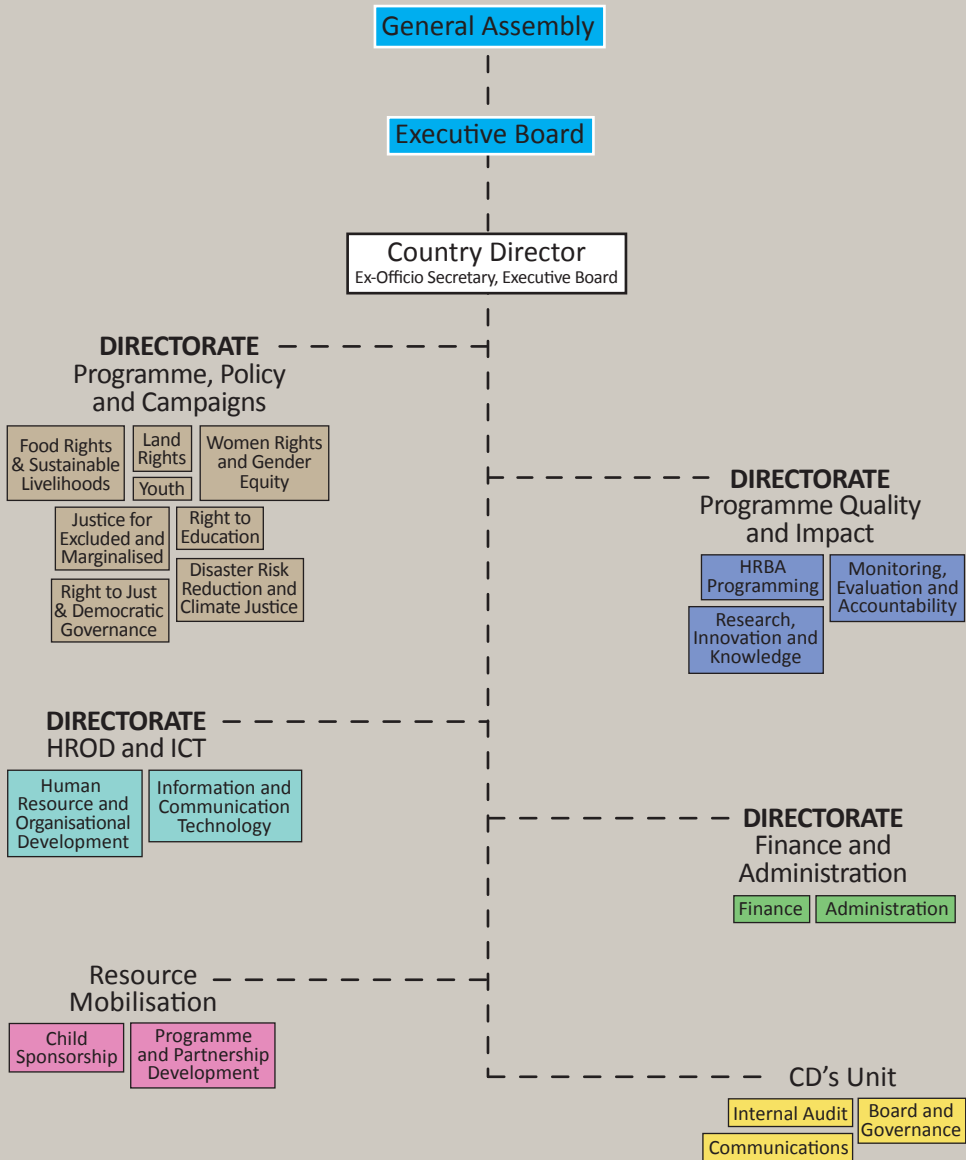 General Assembly
Executive Board
Country Director
Ex-Officio Secretary, Executive Board
DIRECTORATE
Programme, Policy
and Campaigns
Food Rights
& Sustainable
Livelihoods
Land
Rights
Youth
Women Rights
and Gender
Equity
Justice for
Excluded and
Marginalised
Right to
Education
Right to Just
& Democratic
Governance
Disaster Risk
Reduction and
Climate Justice
DIRECTORATE
Programme Quality
and Impact
HRBA
Programming
Monitoring,
Evaluation and
Accountability
Research,
Innovation and
Knowledge
DIRECTORATE
HROD and ICT
Human
Resource and
Organisational
Development
Information and
Communication
Technology
DIRECTORATE
Finance and
Administration
Finance
Administration
Resource
Mobilisation
Child
Sponsorship
Programme
and Partnership
Development
CD's Unit
Internal Audit
Board and
Governance
Communications